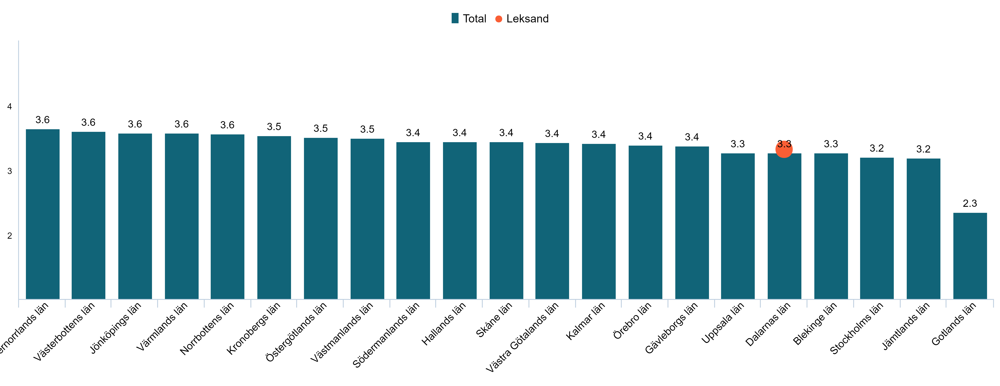 Total Leksand
4
3
2
3.6 3.6 3.6 3.6 3.6 3.5 3.5 3.5 3.4 3.4 3.4 3.4 3.4 3.4 3.4 3.3 3.3 3.3 3.2 3.2 2.3
ernorrlands län
Västerbottens län
Jönköpings län
Värmlands län
Norrbottens län
Kronobergs län
Östergötlands län
Västmanlands län
Södermanlands län
Hallands län
Skåne län
Västra Götalands län
Kalmar län
Örebro län
Gävleborgs län
Uppsala län
Dalarnas län
Blekinge län
Stockholms län
Jämtlands län
Gotlands län